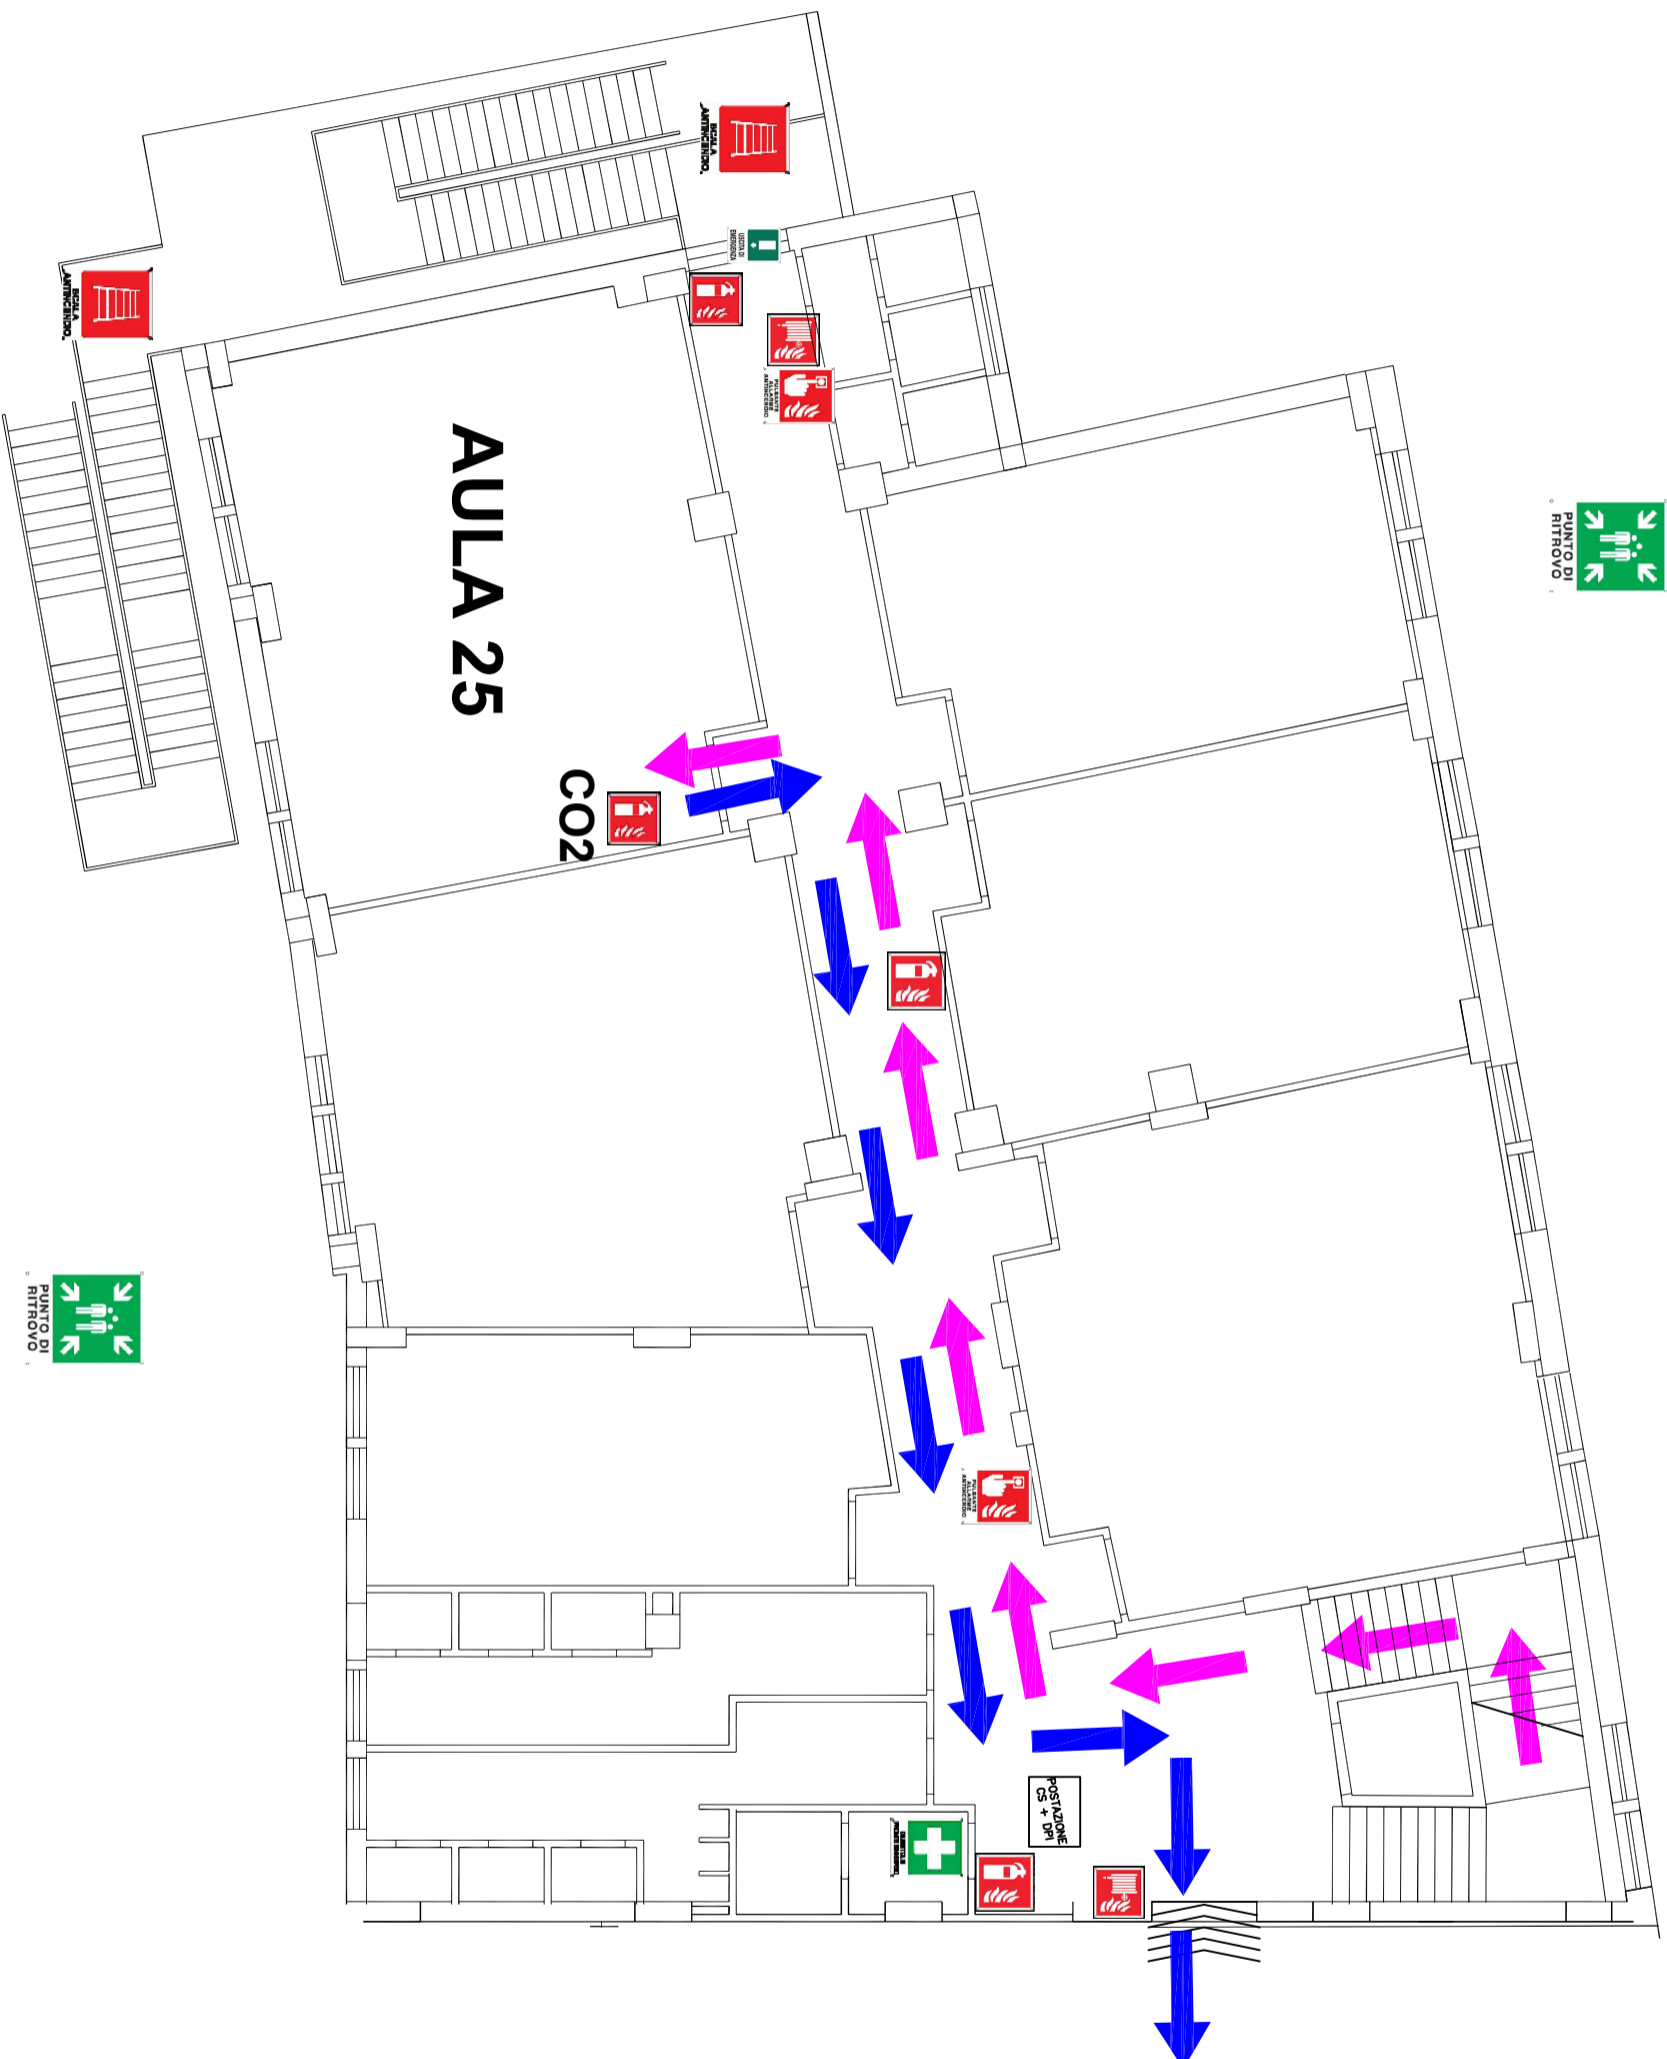 SCALA
ANTINCENDIO
USCITA DI
EMERGENZA
SCALA
ANTINCENDIO
PULSANTE
ALLARME
ANTINCENDIO
PUNTO DI
RITROVO
AULA 25
CO2
PUNTO DI
RITROVO
PULSANTE
ALLARME
ANTINCENDIO
POSTAZIONE
CS + DPI